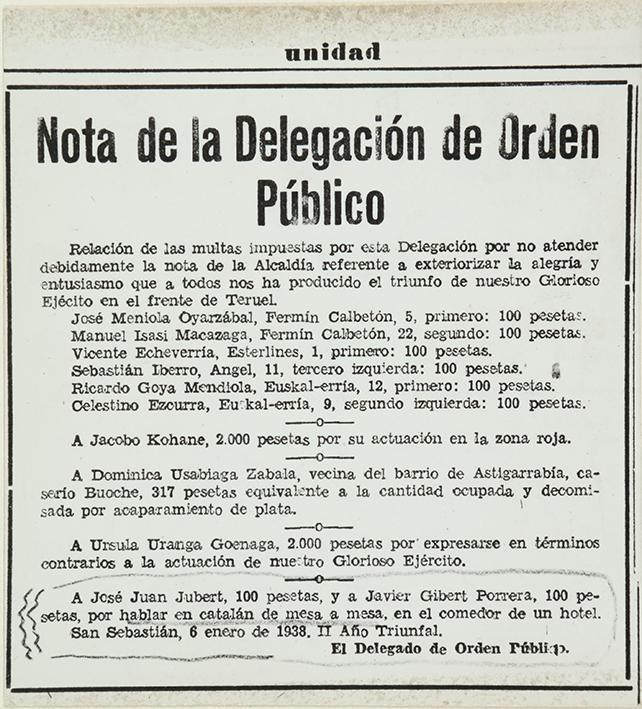 unidad
Nota de la Delegación de Orden
Público
Relación de las multas impuestas por esta Delegación por no atender
debidamente la nota de la Alcaldía referente a exteriorizar la alegría y
entusiasmo que a todos nos ha producido el triunfo de nuestro Glorioso
Ejécito en el frente de Teruel.
José Meniola Oyarzábal, Fermín Calbetón, 5, primero: 100 pesetas.
Manuel Isasi Macazaga, Fermín Calbetón, 22, segundo: 100 pesetas.
Vicente Echeverría, Esterlines, 1, primero: 100 pesetas.
Sebastián Iberro, Angel, 11, tercero izquierda: 100 pesetas.
Ricardo Goya Mendiola, Euskal-erría, 12, primero: 100 pesetas.
Celestino Ezcurra, Euskal-erría, 9, segundo izquierda: 100 pesetas.
A Jacobo Kohane, 2.000 pesetas por su actuación en la zona roja.
A Dominica Usabiaga Zabala, vecina del barrio de Astigarrabía, ca-
serío Buoche, 317 pesetas equivalente a la cantidad ocupada y decomi-
sada por acaparamiento de plata.
A Ursula Uranga Goenaga, 2.000 pesetas por expresarse en términos
contrarios a la actuación de nuestro Glorioso Ejército.
A José Juan Jubert, 100 pesetas, y a Javier Gibert Porrera, 100 pe-
setas, por hablar en catalán de mesa a mesa, en el comedor de un hotel.
San Sebastián, 6 enero de 1938, II Año Triunfal.
El Delegado de Orden Público.